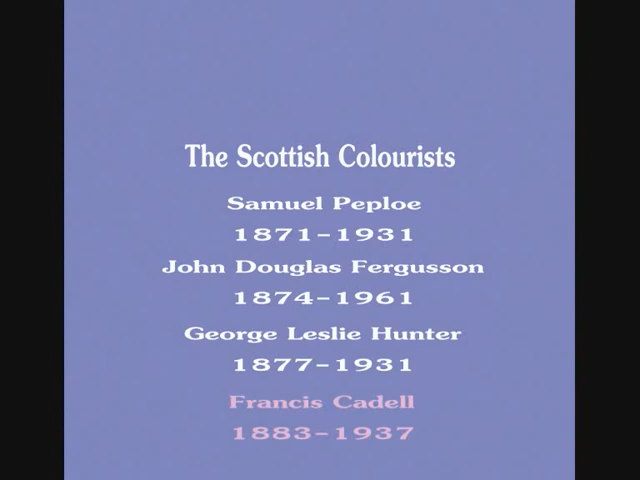 The Scottish Colourists
Samuel Peploe
1871-1931
John Douglas Fergusson
1874-1961
George Leslie Hunter
1877-1931
Francis Cadell
1883-1937